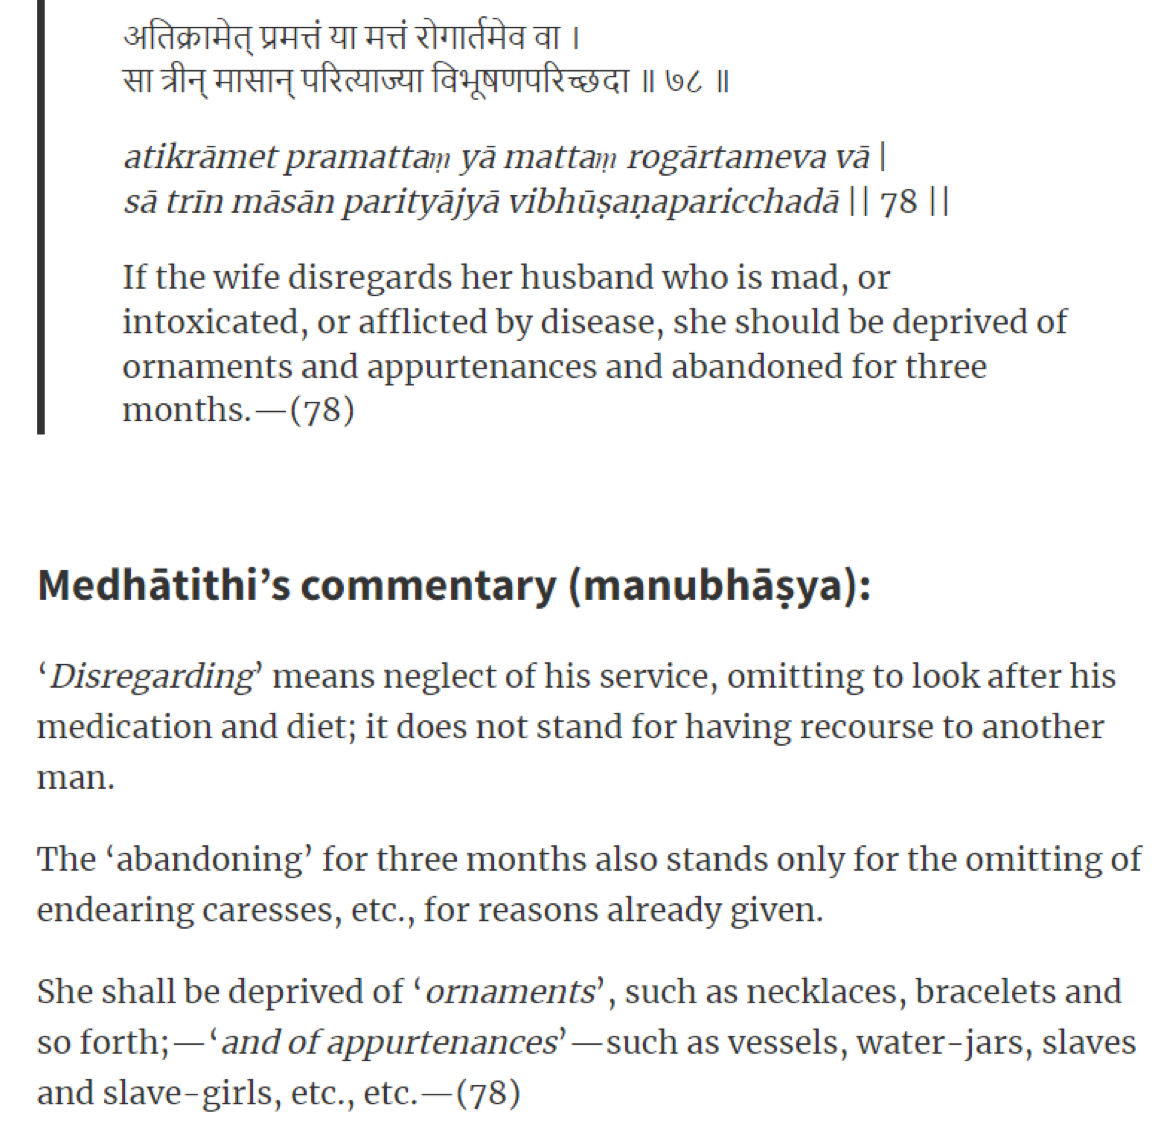 अतिक्रामेत् प्रमत्तं या मत्तं रोगार्तमेव वा ।
सा त्रीन् मासान् परित्याज्या विभूषणपरिच्छदा ॥ ७८ ॥
atikrāmet pramattaṃ yā mattaṃ rogārtameva vā |
sā trīn māsān parityājyā vibhūṣaṇaparicchadā || 78 ||
If the wife disregards her husband who is mad, or
intoxicated, or afflicted by disease, she should be deprived of
ornaments and appurtenances and abandoned for three
months.—(78)
Medhātithi’s commentary (manubhāṣya):
‘Disregarding’ means neglect of his service, omitting to look after his
medication and diet; it does not stand for having recourse to another
man.
The ‘abandoning’ for three months also stands only for the omitting of
endearing caresses, etc., for reasons already given.
She shall be deprived of ‘ornaments’, such as necklaces, bracelets and
so forth;—‘and of appurtenances’—such as vessels, water-jars, slaves
and slave-girls, etc., etc.—(78)